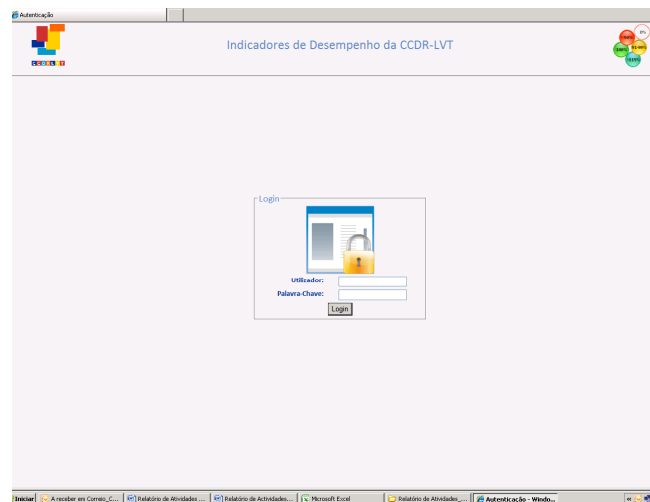 Autenticação
Indicadores de Desempenho da CCDR-LVT
Login
Utilizador:
Palavra-Chave:
Login
Iniciar
A receber em Correio_C...
Relatório de Atividades ...
Relatório de Actividades...
Microsoft Excel
Relatório de Atividades_...
Autenticação - Windo...